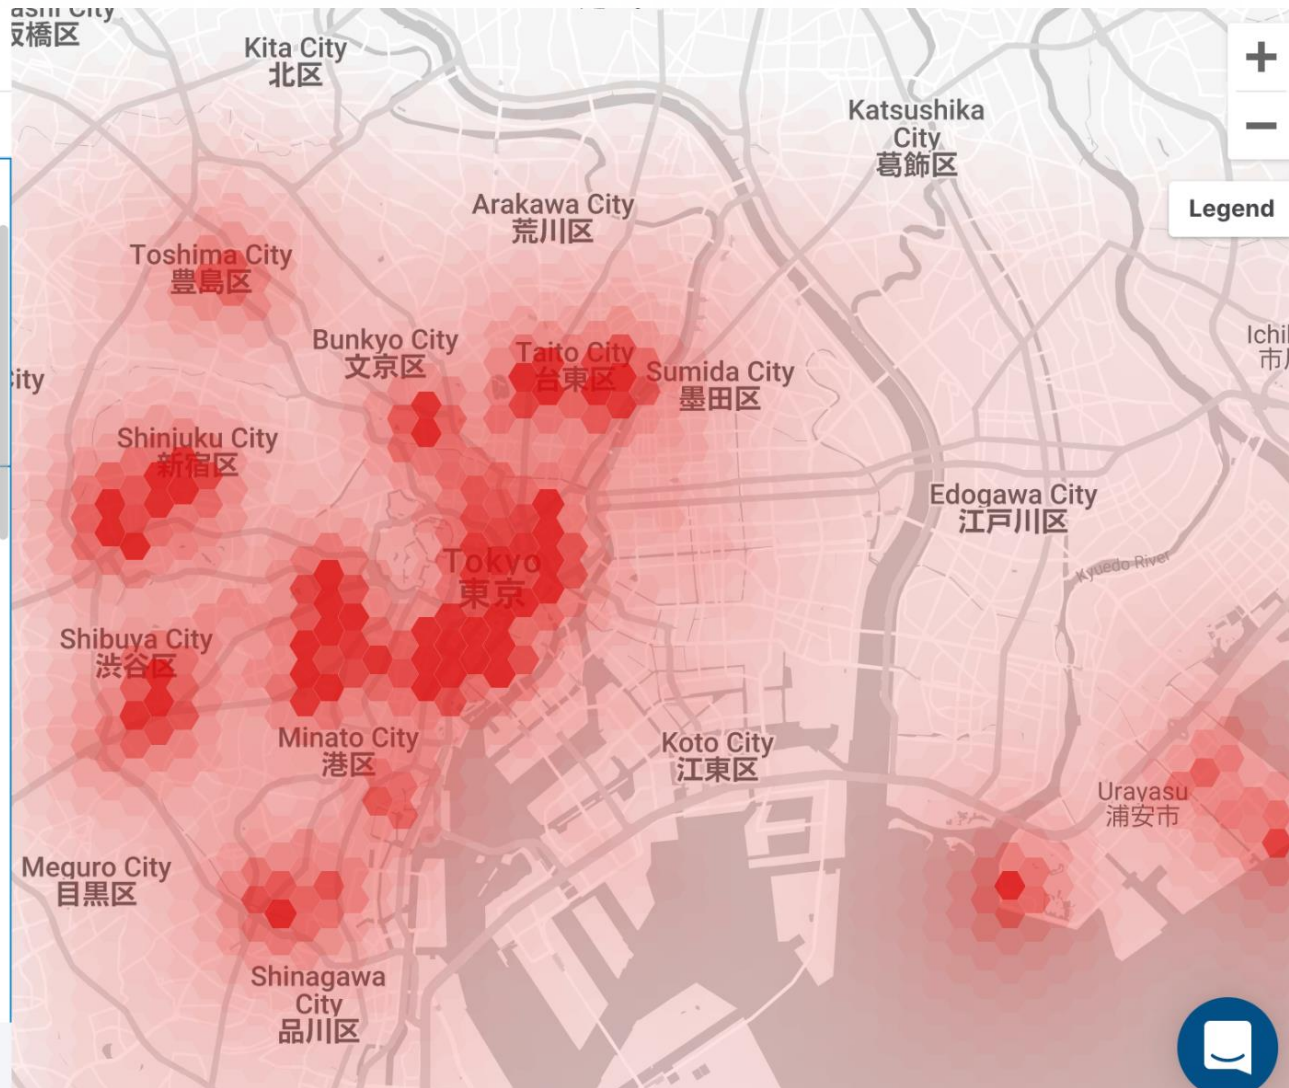 板橋区
Kita City
北区
Katsushika
City
葛飾区
Legend
Arakawa City
荒川区
Toshima City
豊島区
Bunkyo City
文京区
Taito City
台東区
Sumida City
墨田区
市川
City
Shinjuku City
新宿区
Edogawa City
江戸川区
Tokyo
東京
Kyuedo River
Shibuya City
渋谷区
Minato City
港区
Koto City
江東区
Urayasu
浦安市
Meguro City
目黒区
Shinagawa
City
品川区